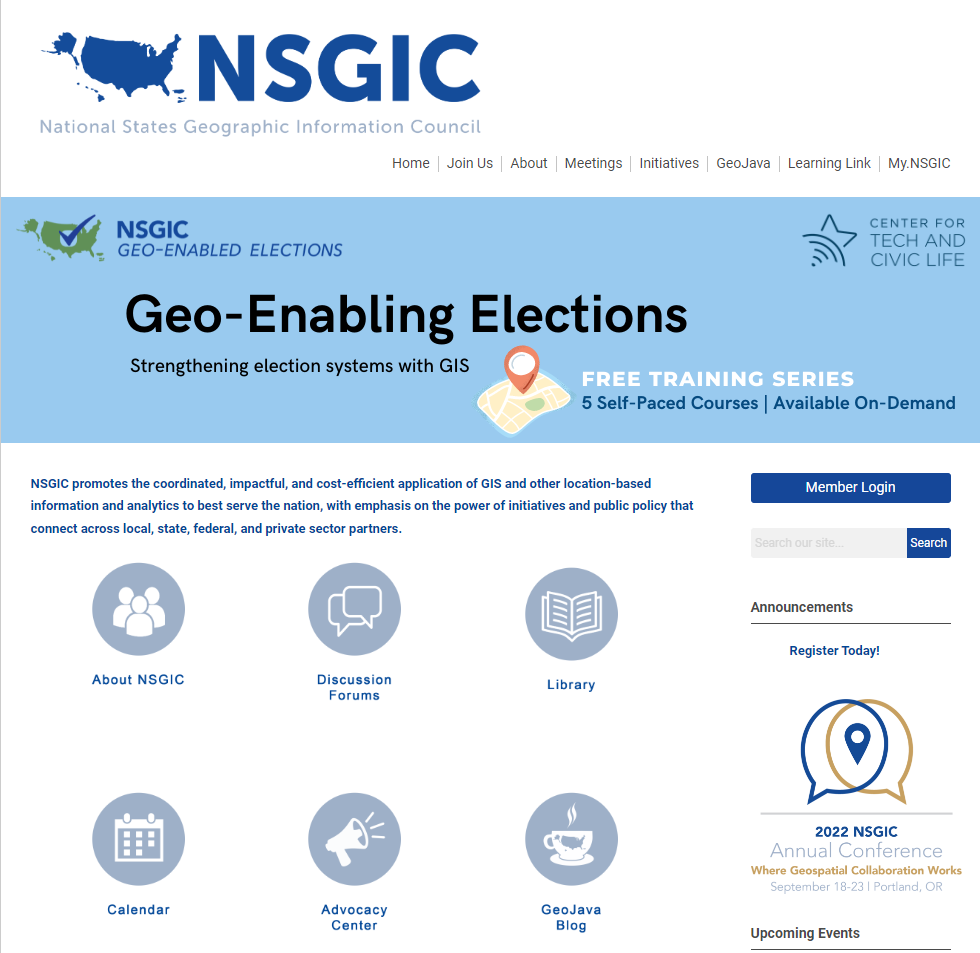 NSGIC
National States Geographic Information Council
Home
Join Us
About
Meetings
Initiatives
GeoJava
Learning Link
My.NSGIC
NSGIC
GEO-ENABLED ELECTIONS
CENTER FOR
TECH AND
CIVIC LIFE
Geo-Enabling Elections
Strengthening election systems with GIS
FREE TRAINING SERIES
5 Self-Paced Courses | Available On-Demand
NSGIC promotes the coordinated, impactful, and cost-efficient application of GIS and other location-based
information and analytics to best serve the nation, with emphasis on the power of initiatives and public policy that
connect across local, state, federal, and private sector partners.
About NSGIC
Discussion
Forums
Library
Calendar
Advocacy
Center
GeoJava
Blog
Member Login
Search our site...
Search
Announcements
Register Today!
2022 NSGIC
Annual Conference
Where Geospatial Collaboration Works
September 18-23 | Portland, OR
Upcoming Events